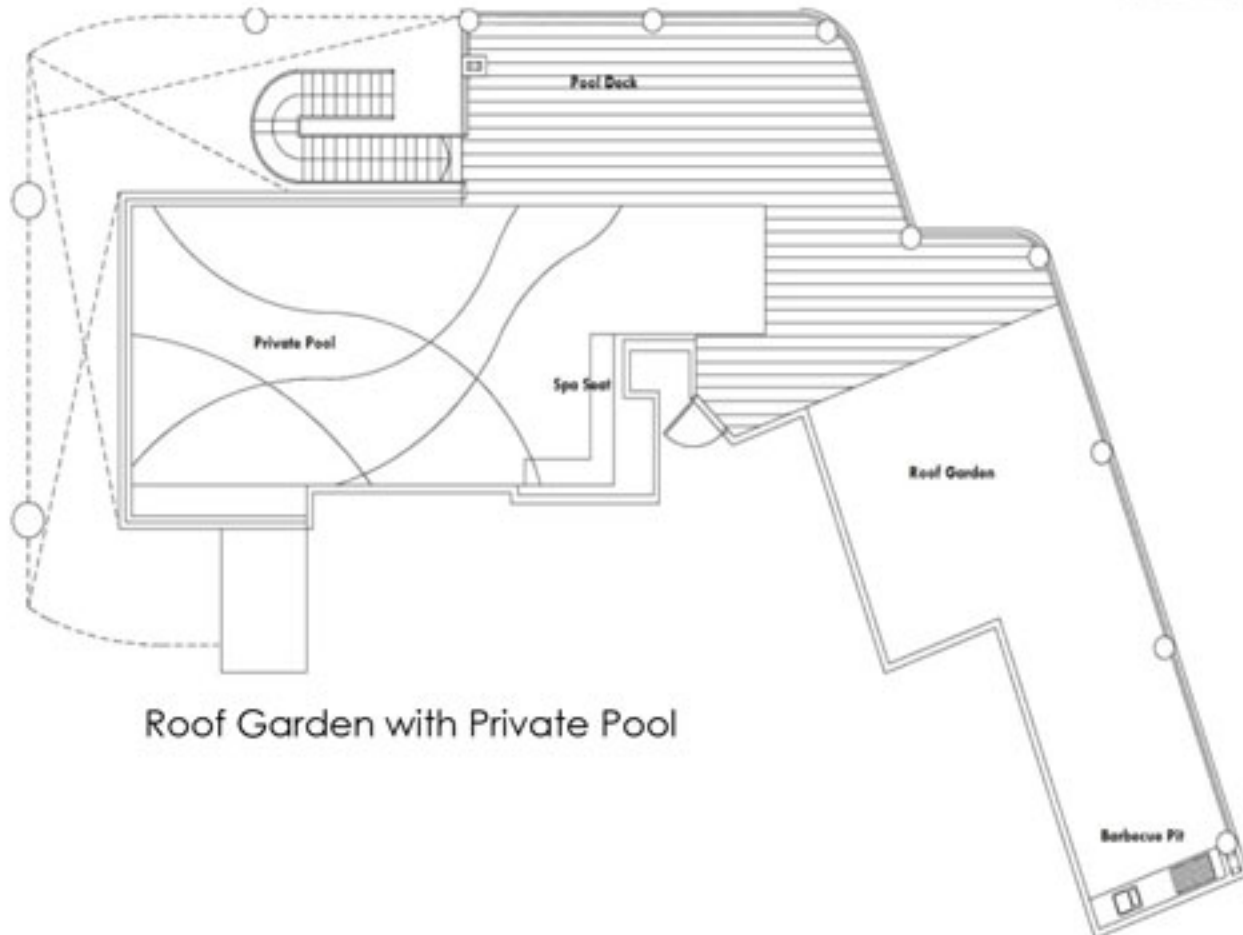 Pool Deck
Private Pool
Spa Seat
Roof Garden
Roof Garden with Private Pool
Barbecue Pit